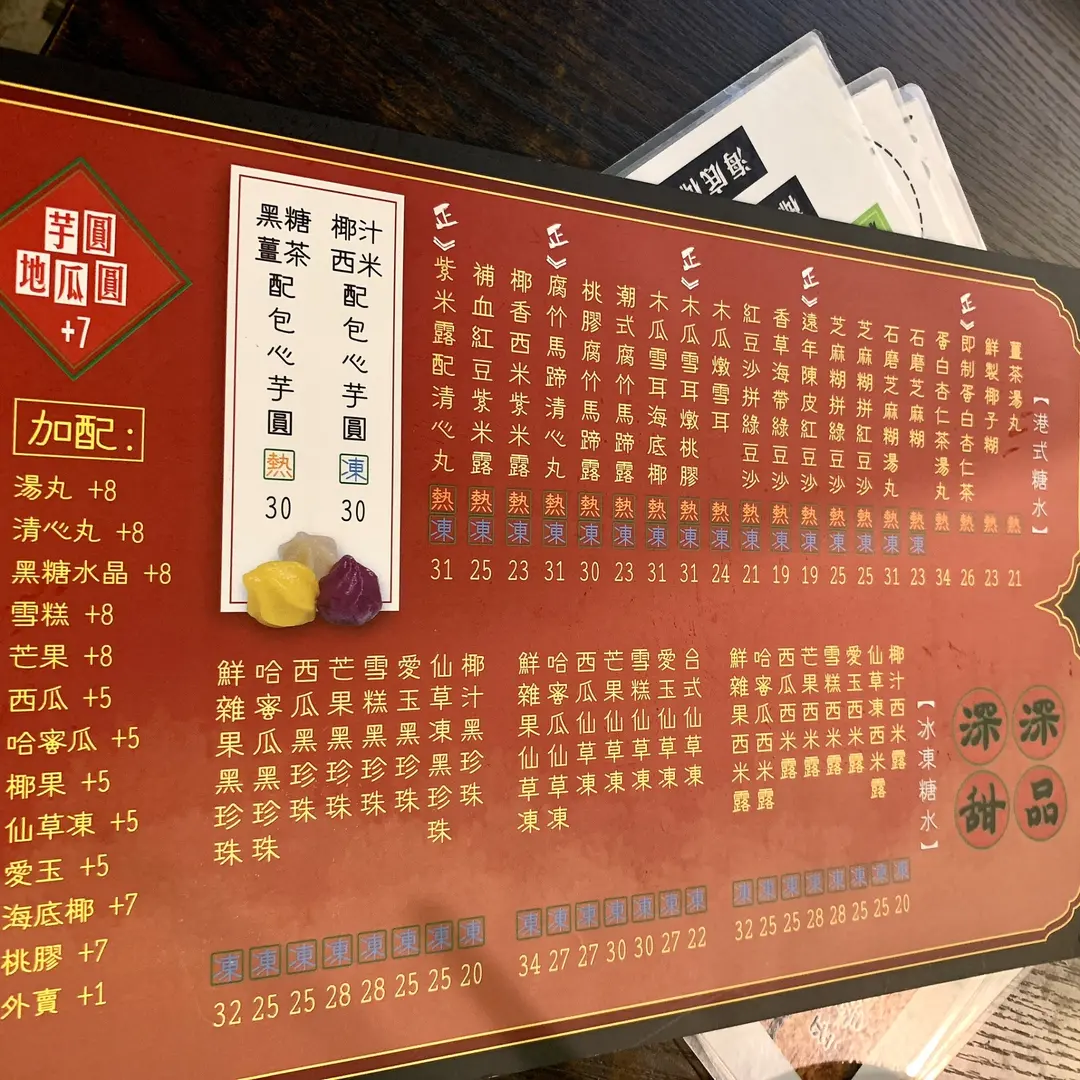 深深
甜品
【港式糖水】
薑茶湯丸 熱 21
鮮製椰子糊 熱 23
正》即制蛋白杏仁茶 熱 26
蛋白杏仁茶湯丸 熱 34
石磨芝麻糊 熱 凍 23
石磨芝麻糊湯丸 熱 凍 31
芝麻糊拼紅豆沙 熱 凍 25
芝麻糊拼綠豆沙 熱 凍 25
正》遠年陳皮紅豆沙 熱 凍 19
香草海帶綠豆沙 熱 凍 19
紅豆沙拼綠豆沙 熱 凍 21
木瓜燉雪耳 熱 凍 24
正》木瓜雪耳燉桃膠 熱 凍 31
木瓜雪耳海底椰 熱 凍 31
潮式腐竹馬蹄露 熱 凍 23
桃膠腐竹馬蹄露 熱 凍 30
正》腐竹馬蹄清心丸 熱 凍 31
椰香西米紫米露 熱 凍 23
補血紅豆紫米露 熱 凍 25
正》紫米露配清心丸 熱 凍 31
椰汁西米配包心芋圓 凍 30
黑糖薑茶配包心芋圓 熱 30
【冰凍糖水】
椰汁西米露 凍 20
仙草凍西米露 凍 25
愛玉西米露 凍 25
雪糕西米露 凍 28
芒果西米露 凍 28
西瓜西米露 凍 25
哈蜜瓜西米露 凍 25
鮮雜果西米露 凍 32
台式仙草凍 凍 22
愛玉仙草凍 凍 27
雪糕仙草凍 凍 30
芒果仙草凍 凍 30
西瓜仙草凍 凍 27
哈蜜瓜仙草凍 凍 27
鮮雜果仙草凍 凍 34
椰汁黑珍珠 凍 20
仙草凍黑珍珠 凍 25
愛玉黑珍珠 凍 25
雪糕黑珍珠 凍 28
芒果黑珍珠 凍 28
西瓜黑珍珠 凍 25
哈蜜瓜黑珍珠 凍 25
鮮雜果黑珍珠 凍 32
芋圓
地瓜圓
+7
加配:
湯丸 +8
清心丸 +8
黑糖水晶 +8
雪糕 +8
芒果 +8
西瓜 +5
哈蜜瓜 +5
椰果 +5
仙草凍 +5
愛玉 +5
海底椰 +7
桃膠 +7
外賣 +1
海底椰
椰